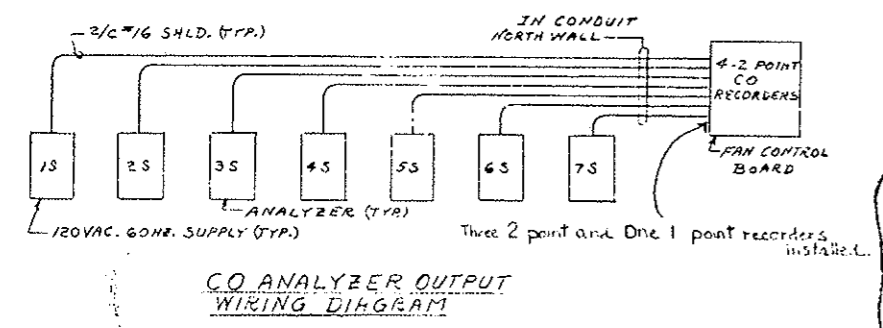 2/C #16 SHLD. (TYP.)
IN CONDUIT
NORTH WALL
4-2 POINT
CO
RECORDERS
1S
2S
3S
4S
5S
6S
7S
FAN CONTROL
BOARD
ANALYZER (TYP)
120VAC. 60HZ. SUPPLY (TYP.)
Three 2 point and One 1 point recorders
installed.
CO ANALYZER OUTPUT
WIRING DIAGRAM